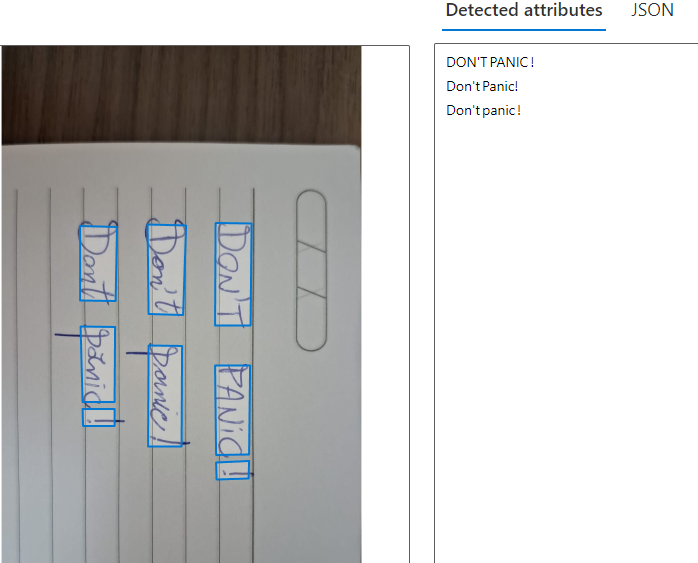 Detected attributes JSON
DON'T PANIC !
Don't Panic!
Don't panic !
DON'T PANIC!
Don't panic!
Don't panic!